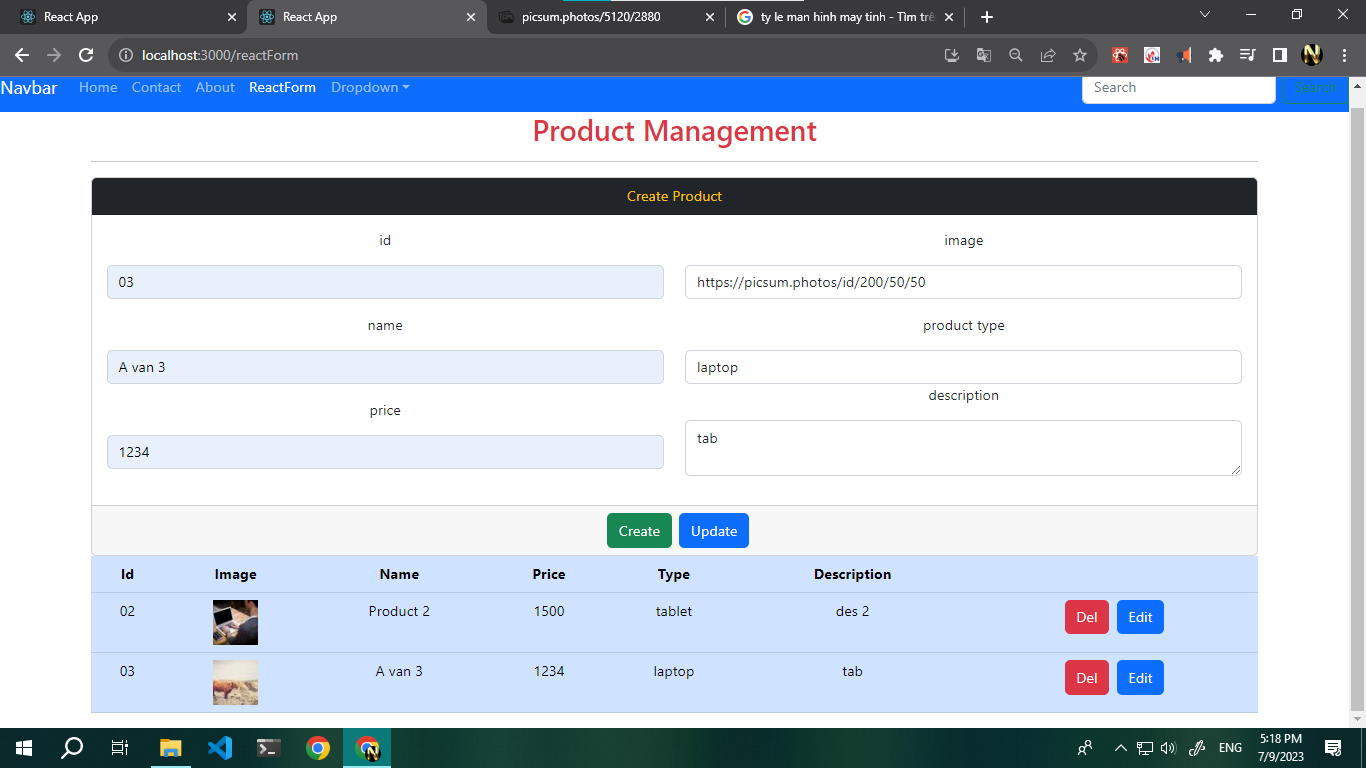 React App
React App
picsum.photos/5120/2880
ty le man hinh may tinh - Tìm trê
localhost:3000/reactForm
Navbar Home Contact About ReactForm Dropdown Search Search
Product Management
Create Product
id image
03 https://picsum.photos/id/200/50/50
name product type
A van 3 laptop
description
price
tab
1234
Create Update
Id Image Name Price Type Description
02 Product 2 1500 tablet des 2 Del Edit
03 A van 3 1234 laptop tab Del Edit
ENG
5:18 PM
7/9/2023